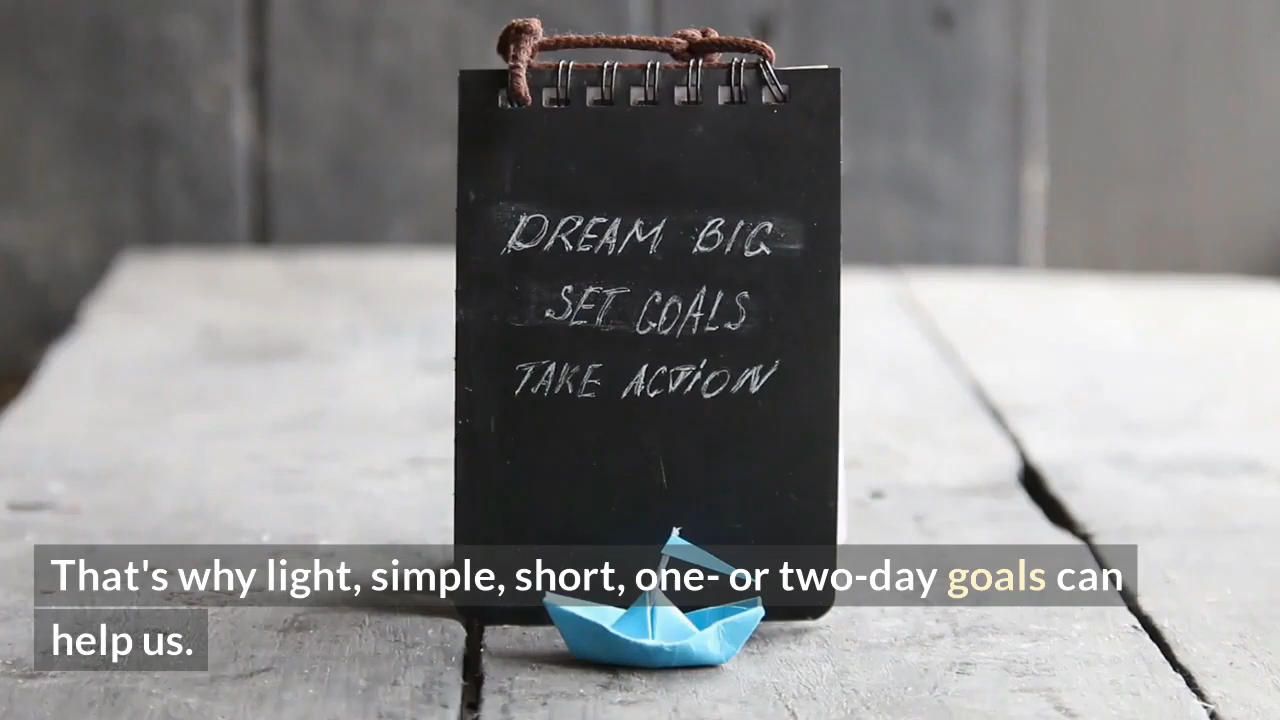 DREAM BIG
SET GOALS
TAKE ACTION
That's why light, simple, short, one- or two-day goals can
help us.